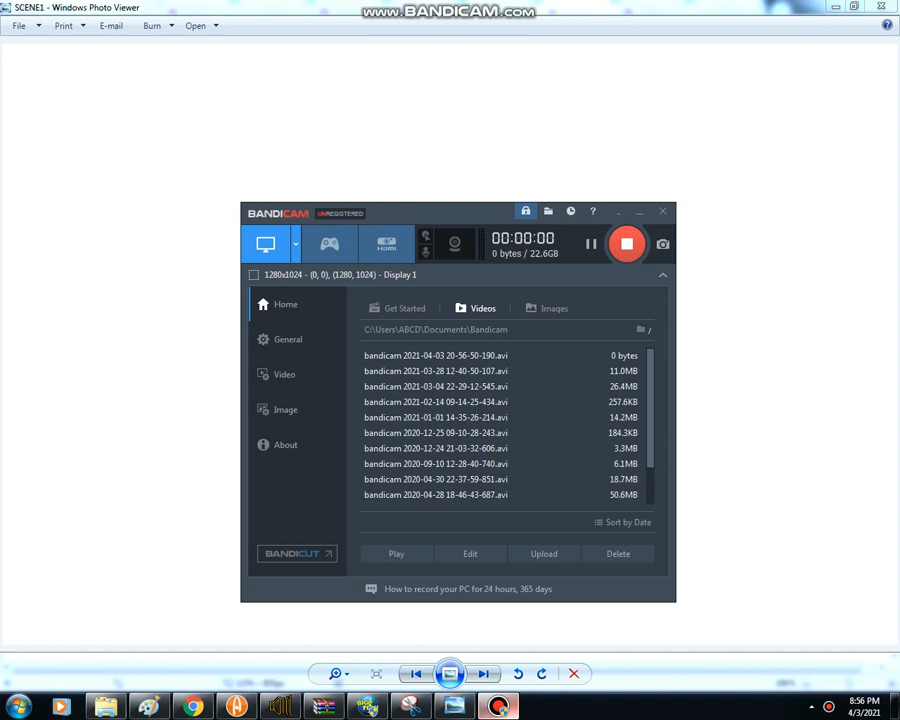 SCENE1 - Windows Photo Viewer
www.BANDICAM.com
File Print E-mail Burn Open
BANDICAM UNREGISTERED
00:00:00
0 bytes / 22.6GB
HDMI
1280x1024 - (0, 0), (1280, 1024) - Display 1
Home
General
Video
Image
About
BANDICUT
Get Started Videos Images
C:\Users\ABCD\Documents\Bandicam
bandicam 2021-04-03 20-56-50-190.avi 0 bytes
bandicam 2021-03-28 12-40-50-107.avi 11.0MB
bandicam 2021-03-04 22-29-12-545.avi 26.4MB
bandicam 2021-02-14 09-14-25-434.avi 257.6KB
bandicam 2021-01-01 14-35-26-214.avi 14.2MB
bandicam 2020-12-25 09-10-28-243.avi 184.3KB
bandicam 2020-12-24 21-03-32-606.avi 3.3MB
bandicam 2020-09-10 12-28-40-740.avi 6.1MB
bandicam 2020-04-30 22-37-59-851.avi 18.7MB
bandicam 2020-04-28 18-46-43-687.avi 50.6MB
Sort by Date
Play Edit Upload Delete
How to record your PC for 24 hours, 365 days
8:56 PM
4/3/2021